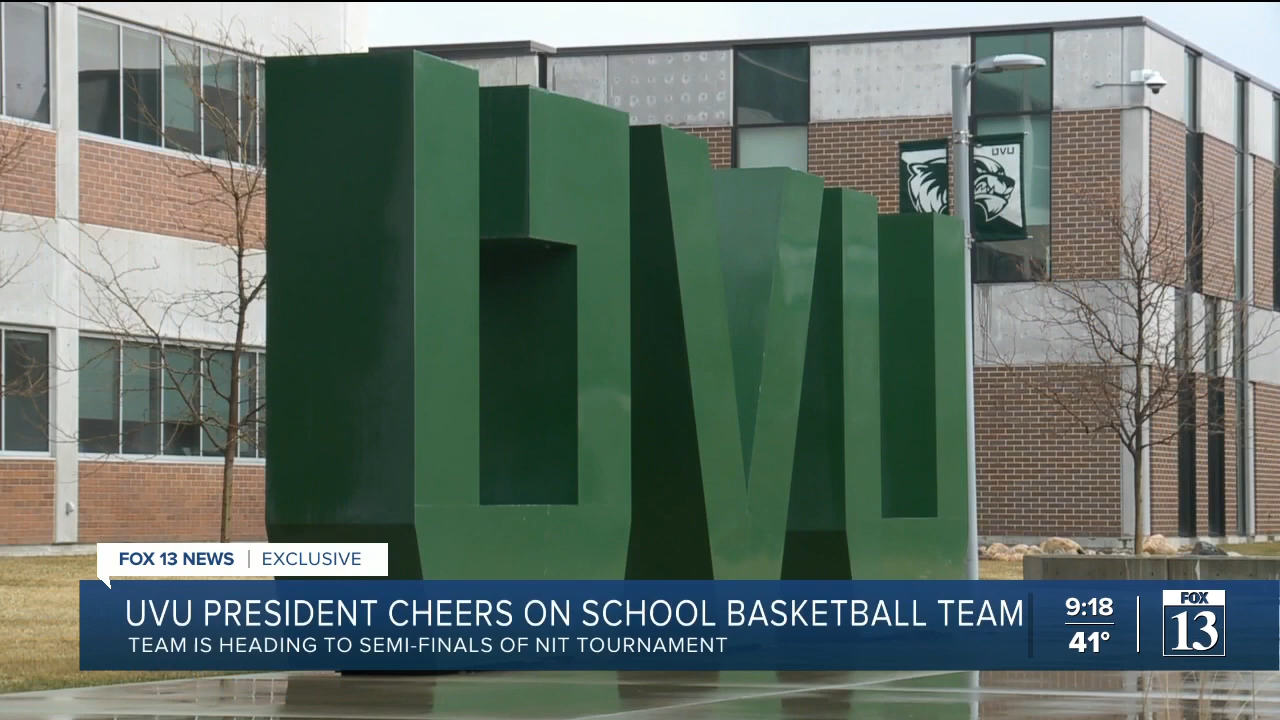 UVU
UVU
FOX 13 NEWS | EXCLUSIVE
UVU PRESIDENT CHEERS ON SCHOOL BASKETBALL TEAM
TEAM IS HEADING TO SEMI-FINALS OF NIT TOURNAMENT
9:18
41°
FOX
13